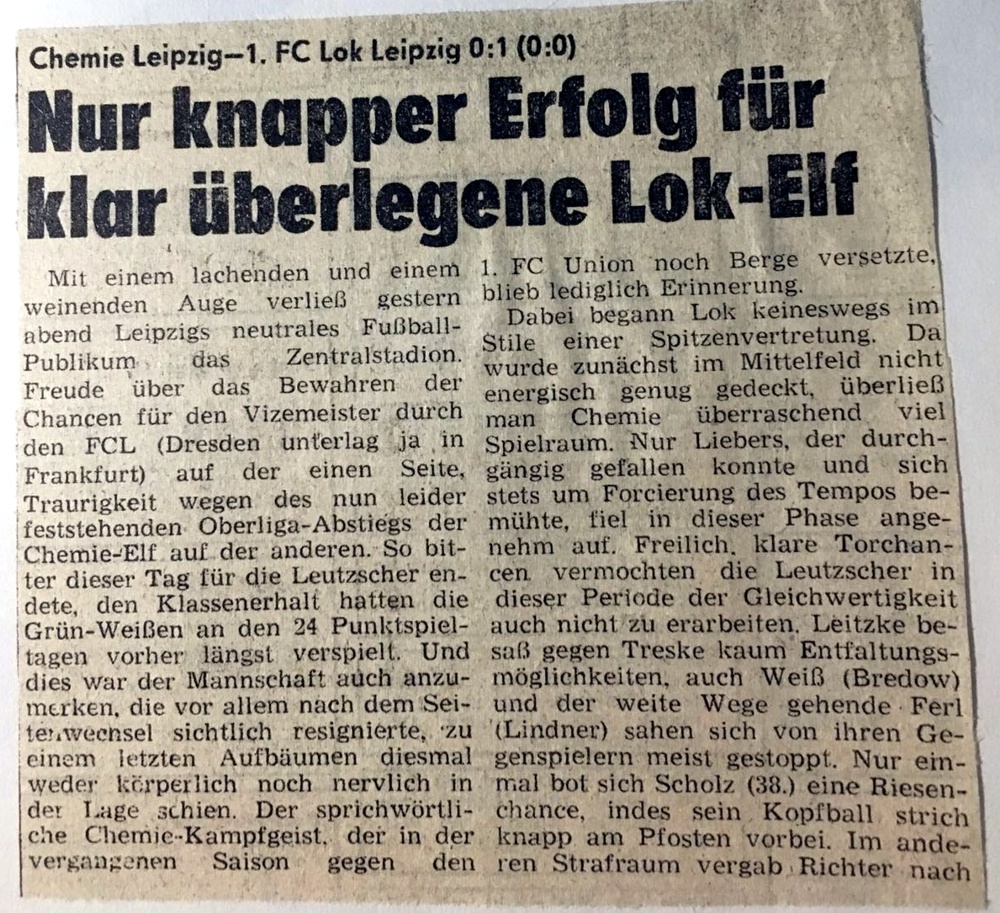 Chemie Leipzig—1. FC Lok Leipzig 0:1 (0:0)
Nur knapper Erfolg für
klar überlegene Lok-Elf
Mit einem lachenden und einem
weinenden Auge verließ gestern
abend Leipzigs neutrales Fußball-
Publikum das Zentralstadion.
Freude über das Bewahren der
Chancen für den Vizemeister durch
den FCL (Dresden unterlag ja in
Frankfurt) auf der einen Seite,
Traurigkeit wegen des nun leider
feststehenden Oberliga-Abstiegs der
Chemie-Elf auf der anderen. So bit-
ter dieser Tag für die Leutzscher en-
dete, den Klassenerhalt hatten die
Grün-Weißen an den 24 Punktspiel-
tagen vorher längst verspielt. Und
dies war der Mannschaft auch anzu-
merken, die vor allem nach dem Sei-
tenwechsel sichtlich resignierte, zu
einem letzten Aufbäumen diesmal
weder körperlich noch nervlich in
der Lage schien. Der sprichwörtli-
che Chemie-Kampfgeist, der in der
vergangenen Saison gegen den
1. FC Union noch Berge versetzte,
blieb lediglich Erinnerung.
Dabei begann Lok keineswegs im
Stile einer Spitzenvertretung. Da
wurde zunächst im Mittelfeld nicht
energisch genug gedeckt, überließ
man Chemie überraschend viel
Spielraum. Nur Liebers, der durch-
gängig gefallen konnte und sich
stets um Forcierung des Tempos be-
mühte, fiel in dieser Phase ange-
nehm auf. Freilich, klare Torchan-
cen vermochten die Leutzscher in
dieser Periode der Gleichwertigkeit
auch nicht zu erarbeiten. Leitzke be-
saß gegen Treske kaum Entfaltungs-
möglichkeiten, auch Weiß (Bredow)
und der weite Wege gehende Ferl
(Lindner) sahen sich von ihren Ge-
genspielern meist gestoppt. Nur ein-
mal bot sich Scholz (38.) eine Riesen-
chance, indes sein Kopfball strich
knapp am Pfosten vorbei. Im ande-
ren Strafraum vergab Richter nach